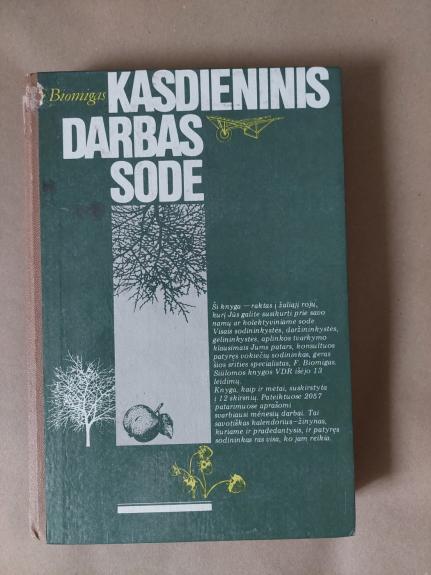 Biomigas
KASDIENINIS
DARBAS
SODE
Ši knyga — raktas į žaliąjį rojų,
kurį Jūs galite susikurti prie savo
namų ar kolektyviniame sode
Visais sodininkystės, daržininkystės,
gėlininkystės, aplinkos tvarkymo
klausimais Jums patars, konsultuos
patyręs vokiečių sodininkas, geras
šios srities specialistas, F. Biomigas.
Siūlomos knygos VDR išėjo 13
leidimų.
Knyga, kaip ir metai, suskirstyta
į 12 skirsnių. Pateiktuose 2057
patarimuose aprašomi
svarbiausi mėnesių darbai. Tai
savotiškas kalendorius–žinynas,
kuriame ir pradedantysis, ir patyręs
sodininkas ras visa, ko jam reikia.